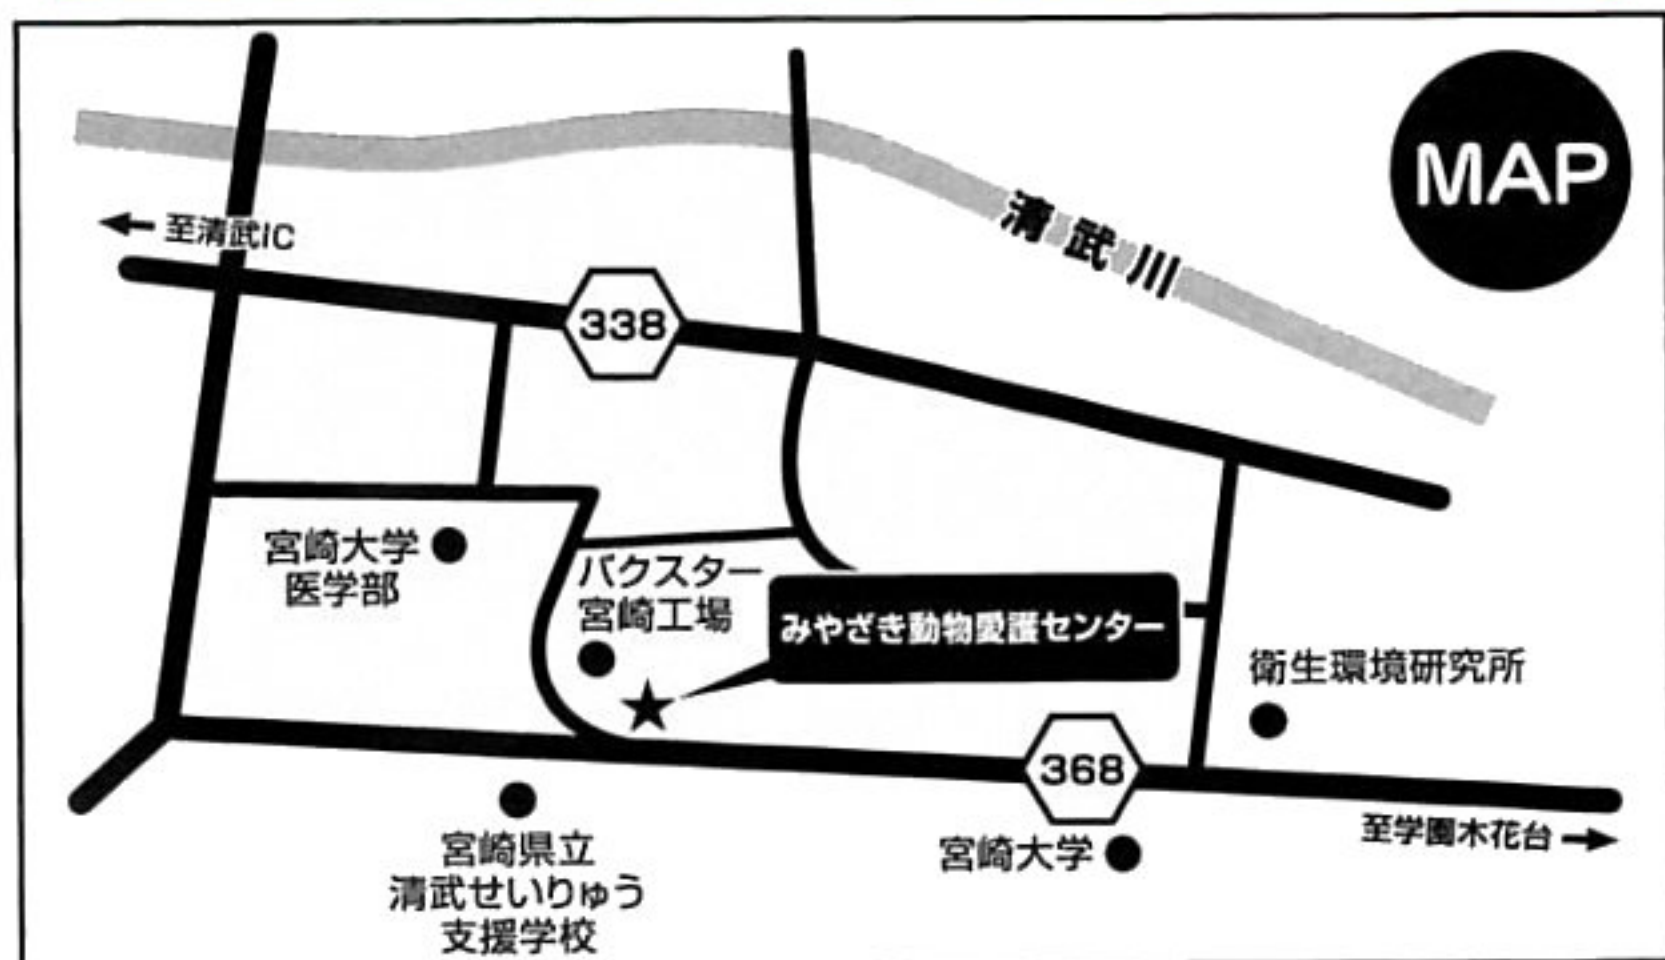 MAP
清武川
至清武IC
338
宮崎大学
医学部
バクスター
宮崎工場
みやざき動物愛護センター
衛生環境研究所
368
至学園木花台
宮崎大学
宮崎県立
清武せいりゅう
支援学校